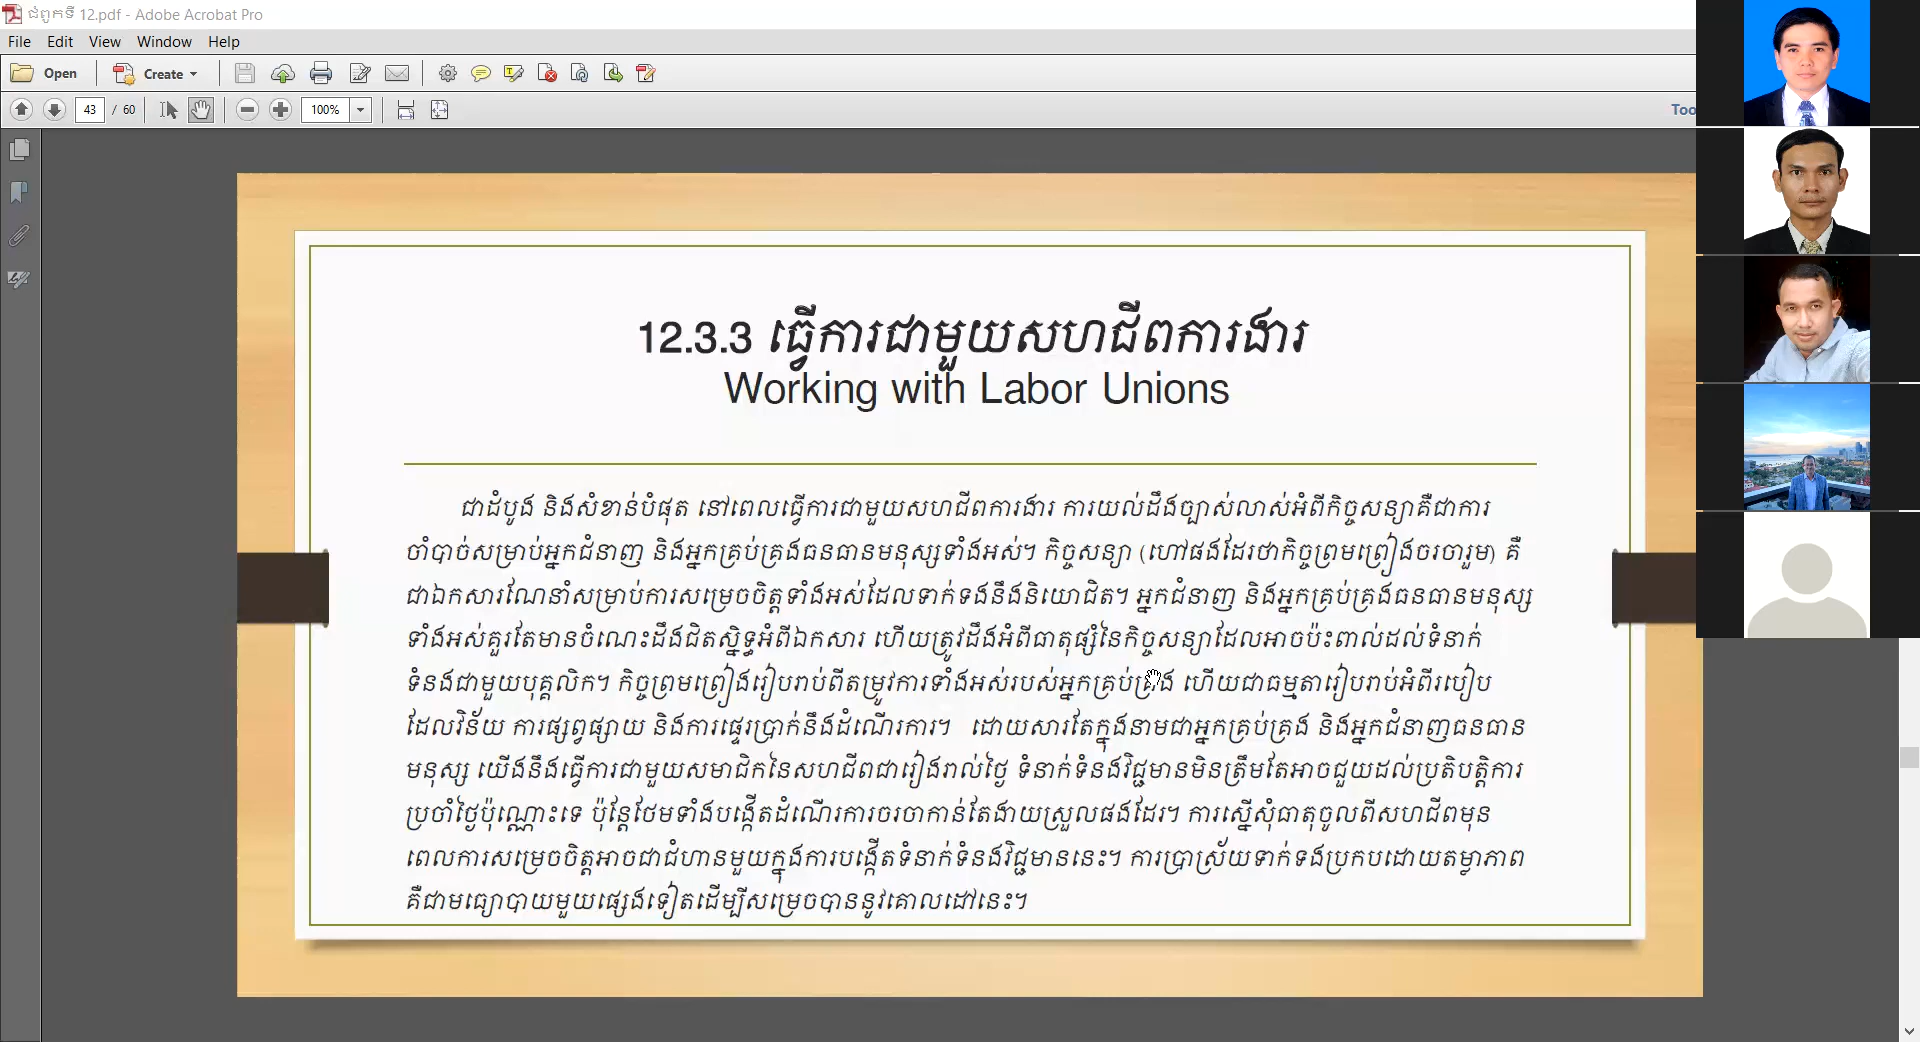 ជំពូកទី 12.pdf - Adobe Acrobat Pro
File Edit View Window Help
Open Create
43 / 60 100% Too
12.3.3 ធ្វើការជាមួយសហជីពការងារ
Working with Labor Unions
ជាដំបូង និងសំខាន់បំផុត នៅពេលធ្វើការជាមួយសហជីពការងារ ការយល់ដឹងច្បាស់លាស់អំពីកិច្ចសន្យាគឺជាការ
ចាំបាច់សម្រាប់អ្នកជំនាញ និងអ្នកគ្រប់គ្រងធនធានមនុស្សទាំងអស់។ កិច្ចសន្យា (ហៅផងដែរថាកិច្ចព្រមព្រៀងចរចារួម) គឺ
ជាឯកសារណែនាំសម្រាប់ការសម្រេចចិត្តទាំងអស់ដែលទាក់ទងនឹងនិយោជិត។ អ្នកជំនាញ និងអ្នកគ្រប់គ្រងធនធានមនុស្ស
ទាំងអស់គួរតែមានចំណេះដឹងជិតស្និទ្ធអំពីឯកសារ ហើយត្រូវដឹងអំពីធាតុផ្សំនៃកិច្ចសន្យាដែលអាចប៉ះពាល់ដល់ទំនាក់
ទំនងជាមួយបុគ្គលិក។ កិច្ចព្រមព្រៀងរៀបរាប់ពីតម្រូវការទាំងអស់របស់អ្នកគ្រប់គ្រង ហើយជាធម្មតារៀបរាប់អំពីរបៀប
ដែលវិន័យ ការផ្សព្វផ្សាយ និងការផ្ទេរប្រាក់នឹងដំណើរការ។ ដោយសារតែក្នុងនាមជាអ្នកគ្រប់គ្រង និងអ្នកជំនាញធនធាន
មនុស្ស យើងនឹងធ្វើការជាមួយសមាជិកនៃសហជីពជារៀងរាល់ថ្ងៃ ទំនាក់ទំនងវិជ្ជមានមិនត្រឹមតែអាចជួយដល់ប្រតិបត្តិការ
ប្រចាំថ្ងៃប៉ុណ្ណោះទេ ប៉ុន្តែថែមទាំងបង្កើតដំណើរការចរចាកាន់តែងាយស្រួលផងដែរ។ ការស្នើសុំធាតុចូលពីសហជីពមុន
ពេលការសម្រេចចិត្តអាចជាជំហានមួយក្នុងការបង្កើតទំនាក់ទំនងវិជ្ជមាននេះ។ ការប្រាស្រ័យទាក់ទងប្រកបដោយតម្លាភាព
គឺជាមធ្យោបាយមួយផ្សេងទៀតដើម្បីសម្រេចបាននូវគោលដៅនេះ។